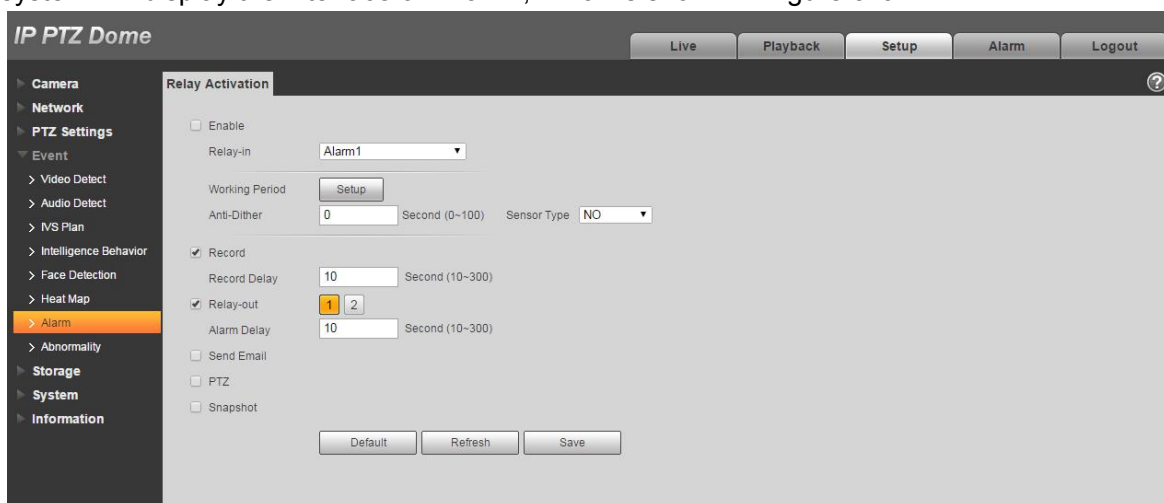 IP PTZ Dome
Live Playback Setup Alarm Logout
Camera
Network
PTZ Settings
Event
Video Detect
Audio Detect
IVS Plan
Intelligence Behavior
Face Detection
Heat Map
Alarm
Abnormality
Storage
System
Information
Relay Activation
?
Enable
Relay-in Alarm1
Working Period Setup
Anti-Dither 0 Second (0~100) Sensor Type NO
Record
Record Delay 10 Second (10~300)
Relay-out 1 2
Alarm Delay 10 Second (10~300)
Send Email
PTZ
Snapshot
Default Refresh Save